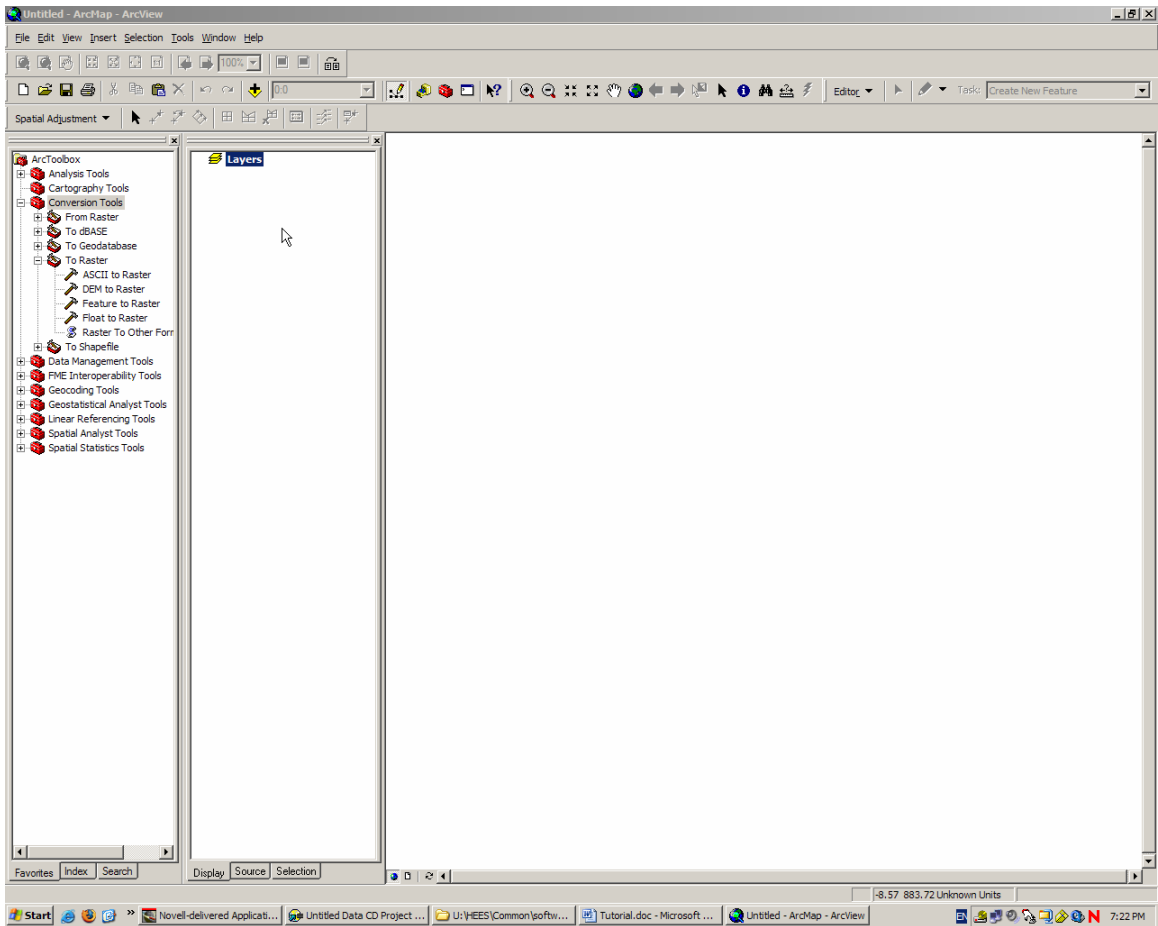 Untitled - ArcMap - ArcView
File Edit View Insert Selection Tools Window Help
100%
0:0
Editor
Task: Create New Feature
Spatial Adjustment
ArcToolbox
Analysis Tools
Cartography Tools
Conversion Tools
From Raster
To dBASE
To Geodatabase
To Raster
ASCII to Raster
DEM to Raster
Feature to Raster
Float to Raster
Raster To Other Forr
To Shapefile
Data Management Tools
FME Interoperability Tools
Geocoding Tools
Geostatistical Analyst Tools
Linear Referencing Tools
Spatial Analyst Tools
Spatial Statistics Tools
Layers
Favorites Index Search
Display Source Selection
-8.57 883.72 Unknown Units
Start » Novell-delivered Applicati... Untitled Data CD Project ... U:\HEES\Common\softw... Tutorial.doc - Microsoft ... Untitled - ArcMap - ArcView EN N 7:22 PM